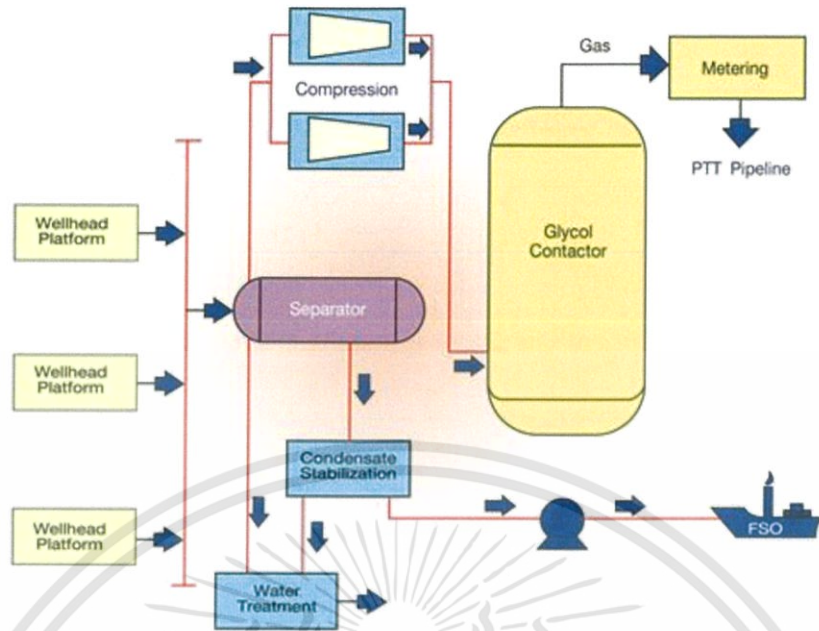 Compression
Gas
Metering
PTT Pipeline
Wellhead
Platform
Glycol
Contactor
Separator
Wellhead
Platform
Condensate
Stabilization
Wellhead
Platform
FSO
Water
Treatment